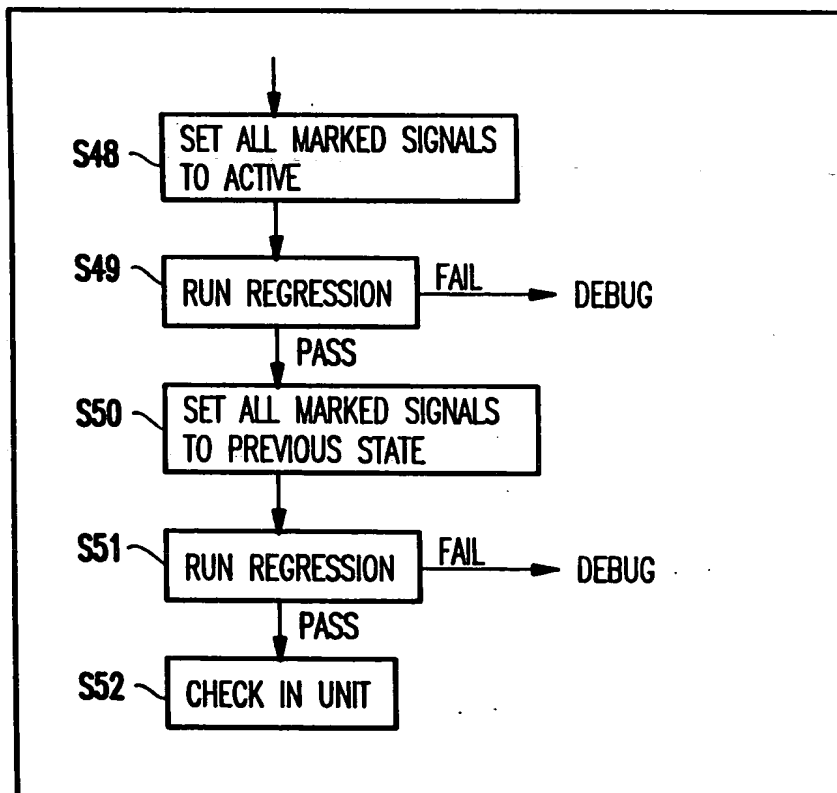 S48
SET ALL MARKED SIGNALS
TO ACTIVE
S49
RUN REGRESSION
FAIL
DEBUG
PASS
S50
SET ALL MARKED SIGNALS
TO PREVIOUS STATE
S51
RUN REGRESSION
FAIL
DEBUG
PASS
S52
CHECK IN UNIT